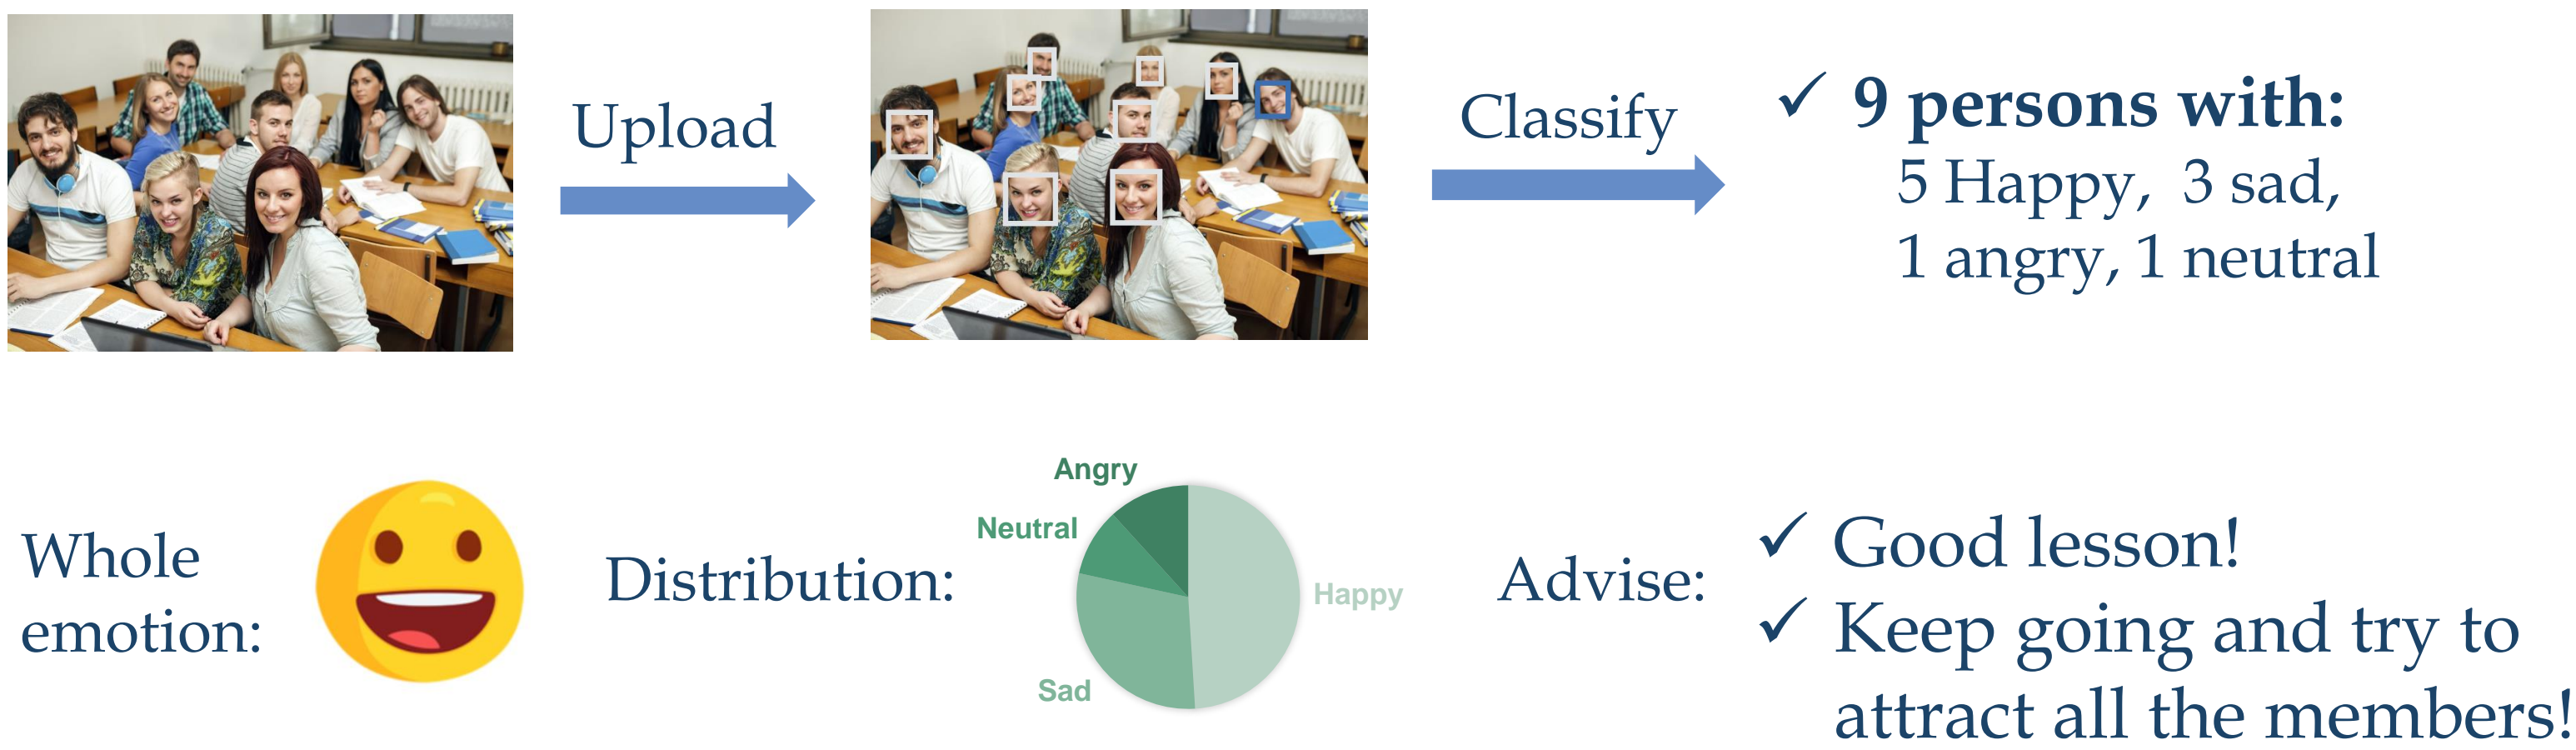 Upload
Classify
✓ 9 persons with:
5 Happy, 3 sad,
1 angry, 1 neutral
Whole
emotion:
Distribution:
Angry
Neutral
Happy
Sad
Advise:
✓ Good lesson!
✓ Keep going and try to
attract all the members!